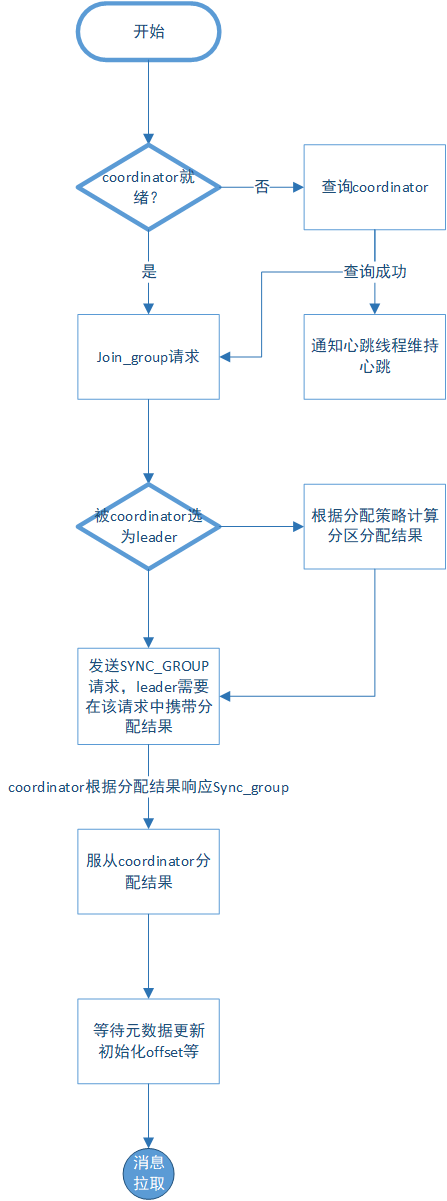 开始
coordinator就
绪?
否
查询coordinator
是
查询成功
Join_group请求
通知心跳线程维持
心跳
被coordinator选
为leader
根据分配策略计算
分区分配结果
发送SYNC_GROUP
请求，leader需要
在该请求中携带分
配结果
coordinator根据分配结果响应Sync_group
服从coordinator分
配结果
等待元数据更新
初始化offset等
消息
拉取